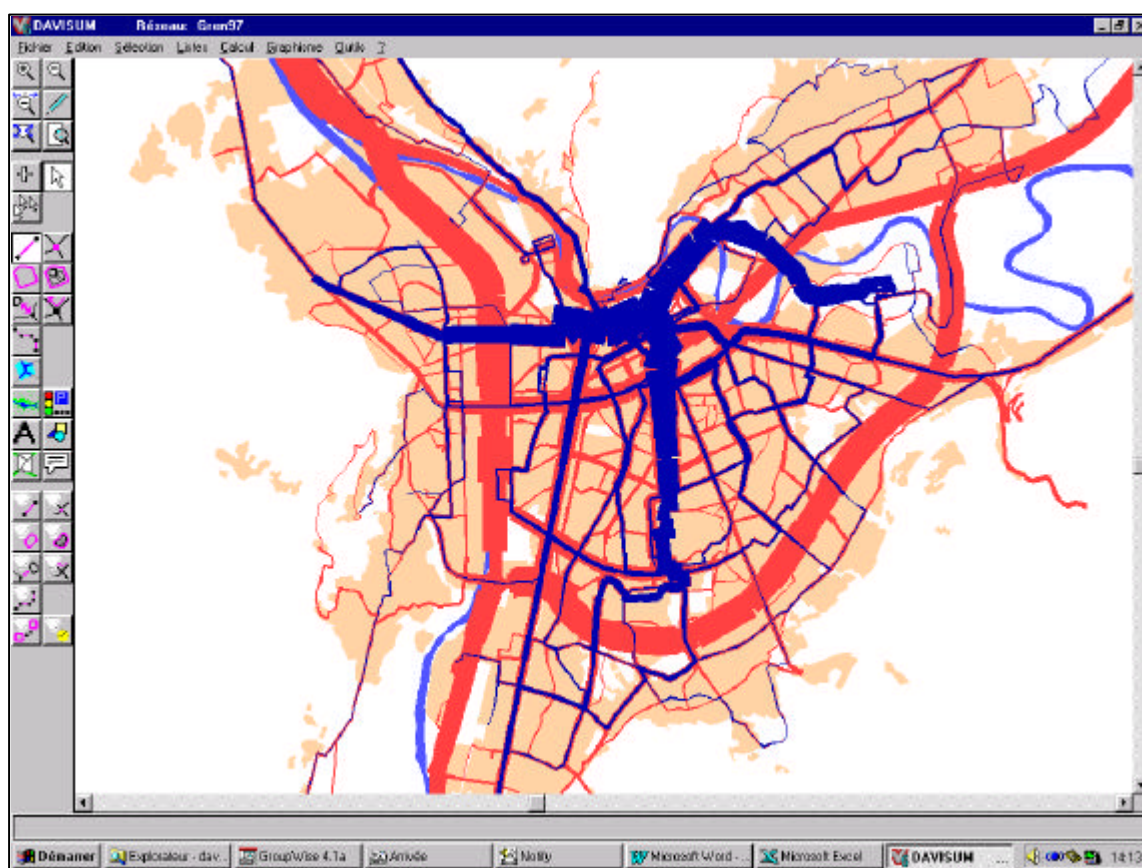 DAVISUM Réseau: Gren97
Fichier Edition Sélection Listes Calcul Graphisme Outils ?
A
P
Démarrer Explorateur - dav... GroupWise 4.1a Arrivée Notify Microsoft Word - ... Microsoft Excel DAVISUM ...